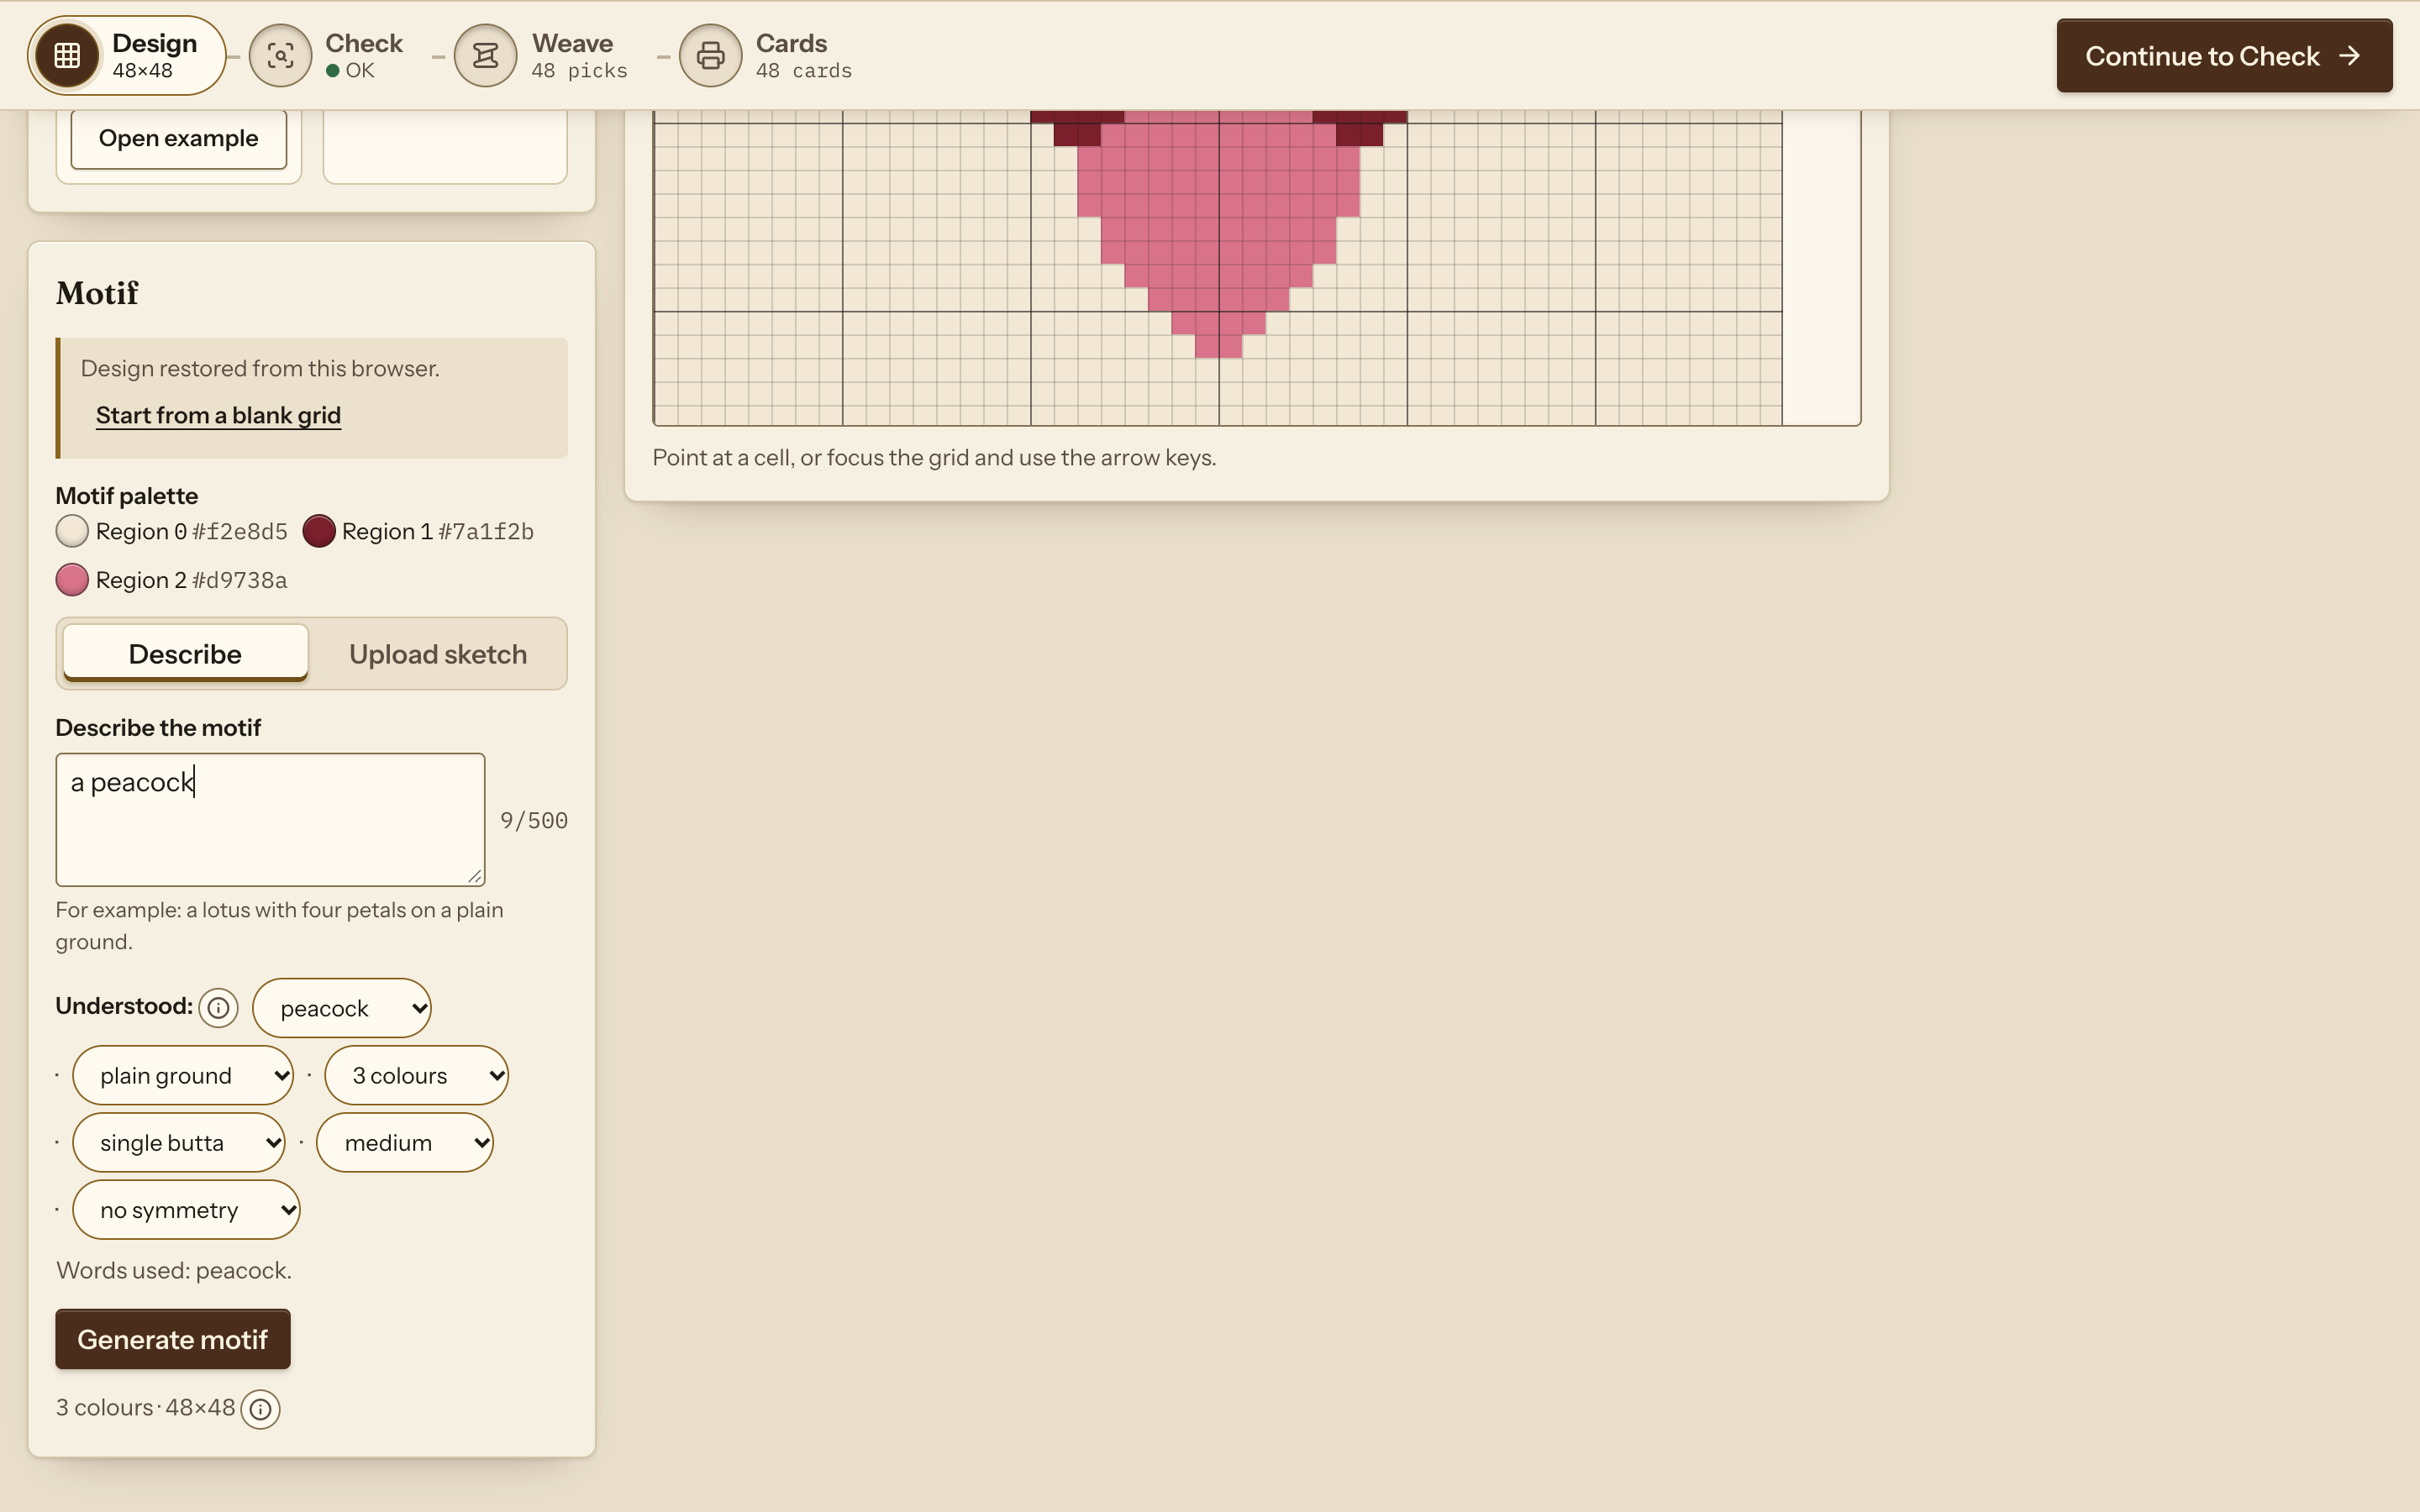 Design
48×48
Check
OK
Weave
48 picks
Cards
48 cards
Continue to Check
Open example
Motif
Design restored from this browser.
Start from a blank grid
Motif palette
Region 0 #f2e8d5 Region 1 #7a1f2b
Region 2 #d9738a
Describe Upload sketch
Describe the motif
a peacock
9/500
For example: a lotus with four petals on a plain
ground.
Understood: peacock
· plain ground · 3 colours
· single butta · medium
· no symmetry
Words used: peacock.
Generate motif
3 colours · 48×48
Point at a cell, or focus the grid and use the arrow keys.